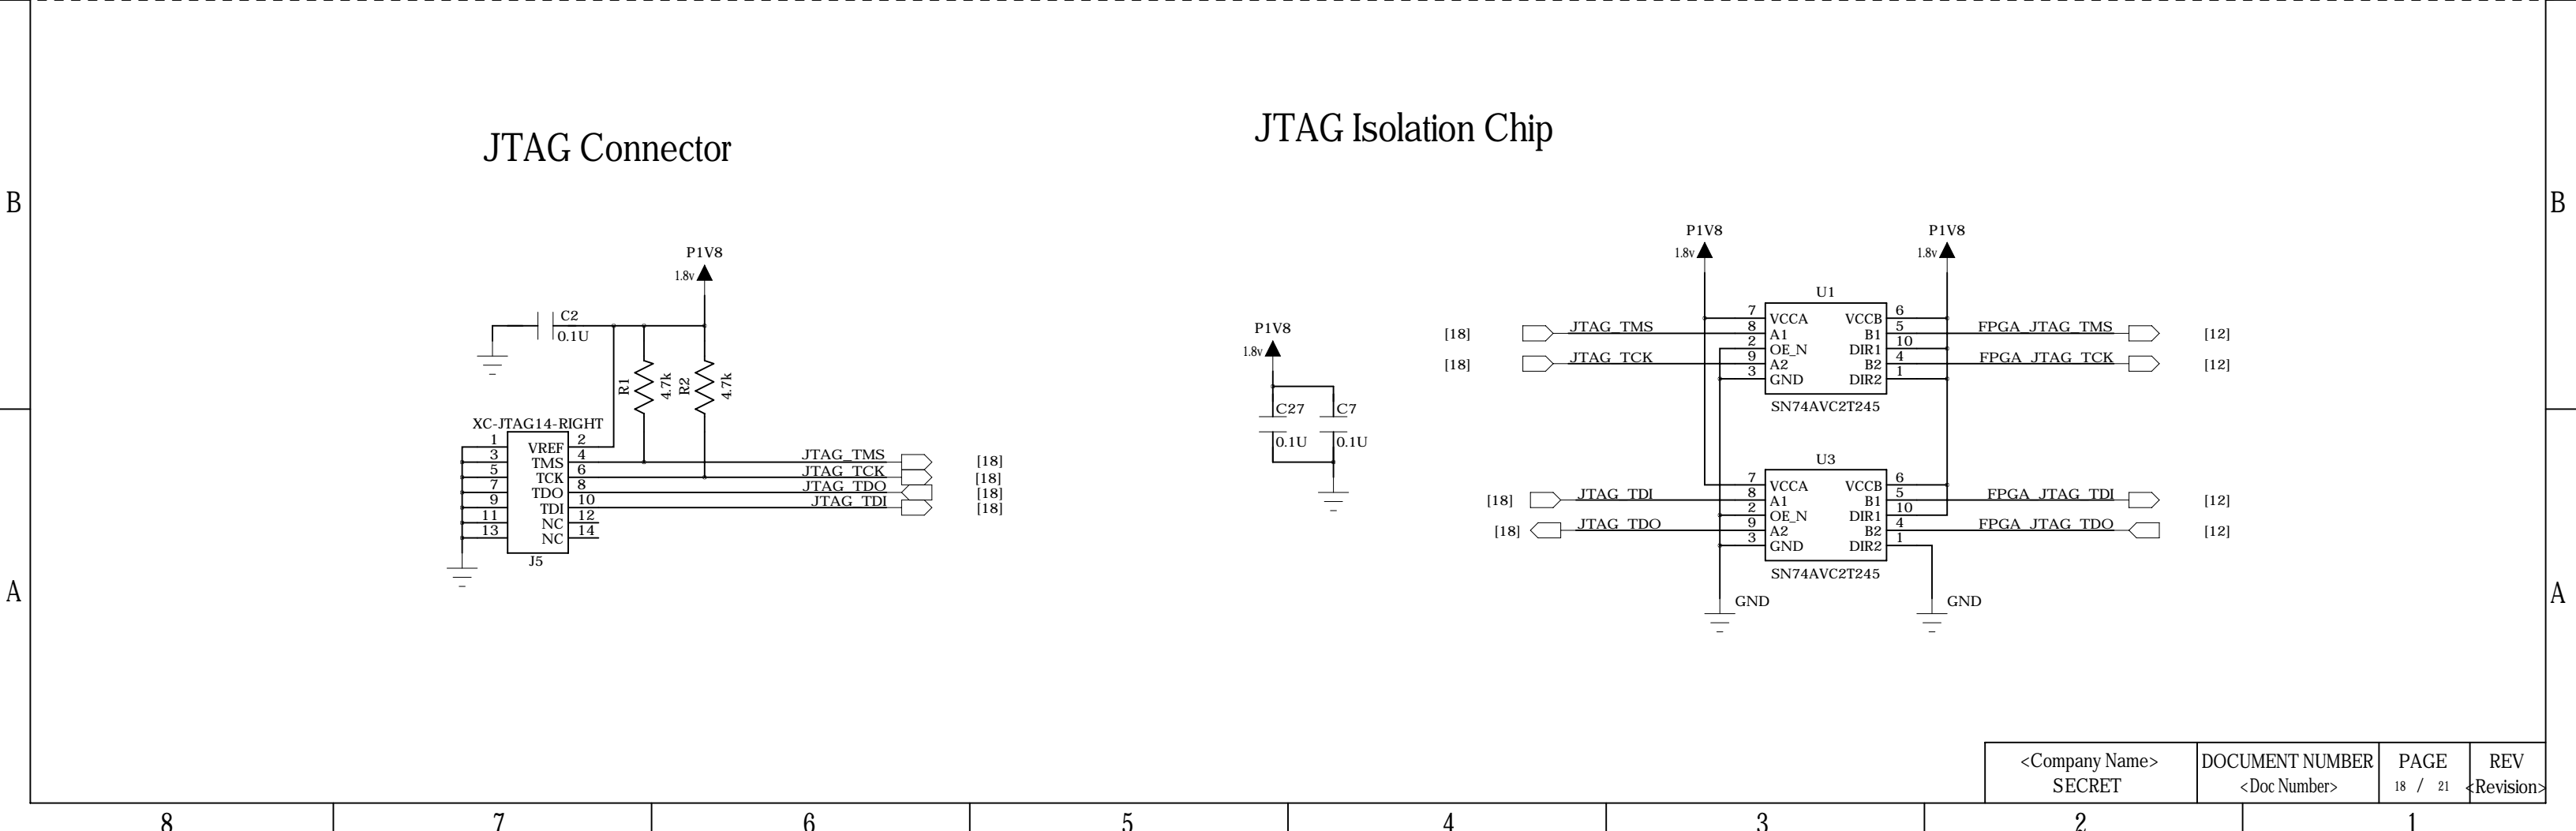 JTAG Connector
JTAG Isolation Chip
B
B
P1V8
1.8v
C2
0.1U
R1
4.7k
R2
4.7k
XC-JTAG14-RIGHT
1 VREF 2
3 TMS 4
5 TCK 6
7 TDO 8
9 TDI 10
11 NC 12
13 NC 14
J5
JTAG_TMS [18]
JTAG_TCK [18]
JTAG_TDO [18]
JTAG_TDI [18]
P1V8
1.8v
C27
0.1U
C7
0.1U
P1V8
1.8v
P1V8
1.8v
U1
7 VCCA VCCB 6
[18] JTAG_TMS 8 A1 B1 5 FPGA_JTAG_TMS [12]
2 OE_N DIR1 10
[18] JTAG_TCK 9 A2 B2 4 FPGA_JTAG_TCK [12]
3 GND DIR2 1
SN74AVC2T245
U3
7 VCCA VCCB 6
[18] JTAG_TDI 8 A1 B1 5 FPGA_JTAG_TDI [12]
2 OE_N DIR1 10
[18] JTAG_TDO 9 A2 B2 4 FPGA_JTAG_TDO [12]
3 GND DIR2 1
SN74AVC2T245
GND
GND
A
A
<Company Name>
SECRET
DOCUMENT NUMBER
<Doc Number>
PAGE
18 / 21
REV
<Revision>
8 7 6 5 4 3 2 1